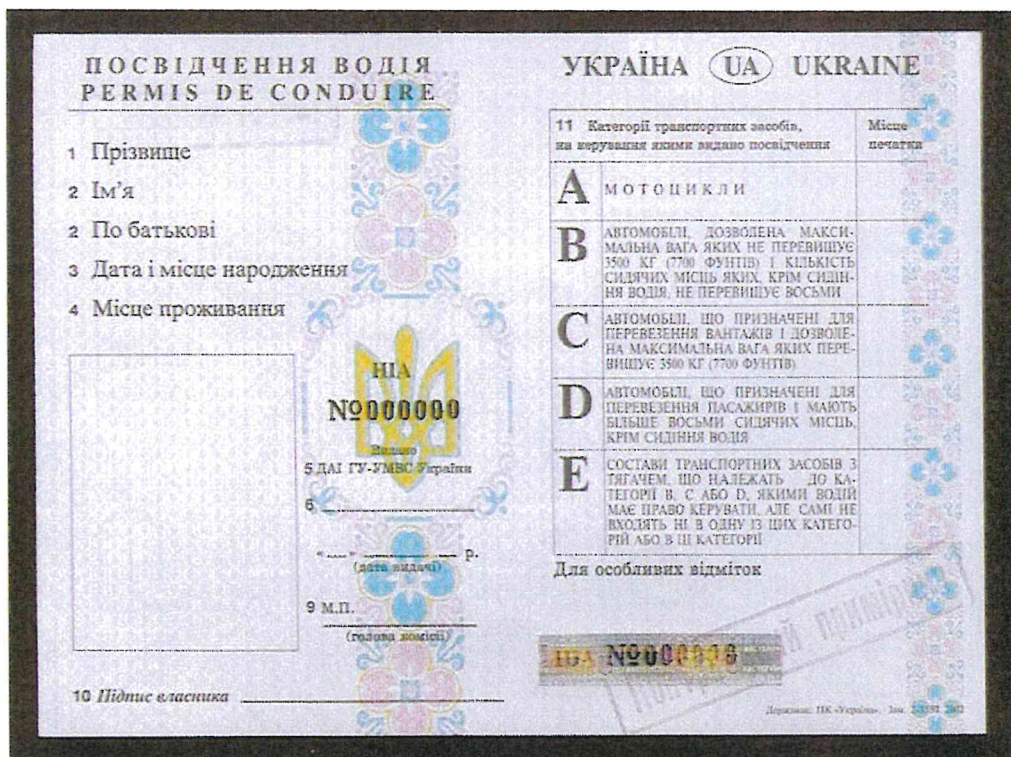 ПОСВІДЧЕННЯ ВОДІЯ
PERMIS DE CONDUIRE
1 Прізвище
2 Ім'я
2 По батькові
3 Дата і місце народження
4 Місце проживання
НІА
№000000
Видано
5 ДАІ ГУ-УМВС України
6
"___" ________ р.
(дата видачі)
9 М.П.
(голова комісії)
10 Підпис власника
УКРАЇНА UA UKRAINE
11 Категорії транспортних засобів,
на керування якими видано посвідчення
Місце
печатки
A МОТОЦИКЛИ
B АВТОМОБІЛІ, ДОЗВОЛЕНА МАКСИ-
МАЛЬНА ВАГА ЯКИХ НЕ ПЕРЕВИЩУЄ
3500 КГ (7700 ФУНТІВ) І КІЛЬКІСТЬ
СИДЯЧИХ МІСЦЬ ЯКИХ, КРІМ СИДІН-
НЯ ВОДІЯ, НЕ ПЕРЕВИЩУЄ ВОСЬМИ
C АВТОМОБІЛІ, ЩО ПРИЗНАЧЕНІ ДЛЯ
ПЕРЕВЕЗЕННЯ ВАНТАЖІВ І ДОЗВОЛЕ-
НА МАКСИМАЛЬНА ВАГА ЯКИХ ПЕРЕ-
ВИЩУЄ 3500 КГ (7700 ФУНТІВ)
D АВТОМОБІЛІ, ЩО ПРИЗНАЧЕНІ ДЛЯ
ПЕРЕВЕЗЕННЯ ПАСАЖИРІВ І МАЮТЬ
БІЛЬШЕ ВОСЬМИ СИДЯЧИХ МІСЦЬ,
КРІМ СИДІННЯ ВОДІЯ
E СОСТАВИ ТРАНСПОРТНИХ ЗАСОБІВ З
ТЯГАЧЕМ, ЩО НАЛЕЖАТЬ ДО КА-
ТЕГОРІЇ В, С АБО D, ЯКИМИ ВОДІЙ
МАЄ ПРАВО КЕРУВАТИ, АЛЕ САМІ НЕ
ВХОДЯТЬ НІ В ОДНУ ІЗ ЦИХ КАТЕГО-
РІЙ АБО В ЦІ КАТЕГОРІЇ
Для особливих відміток
№000000